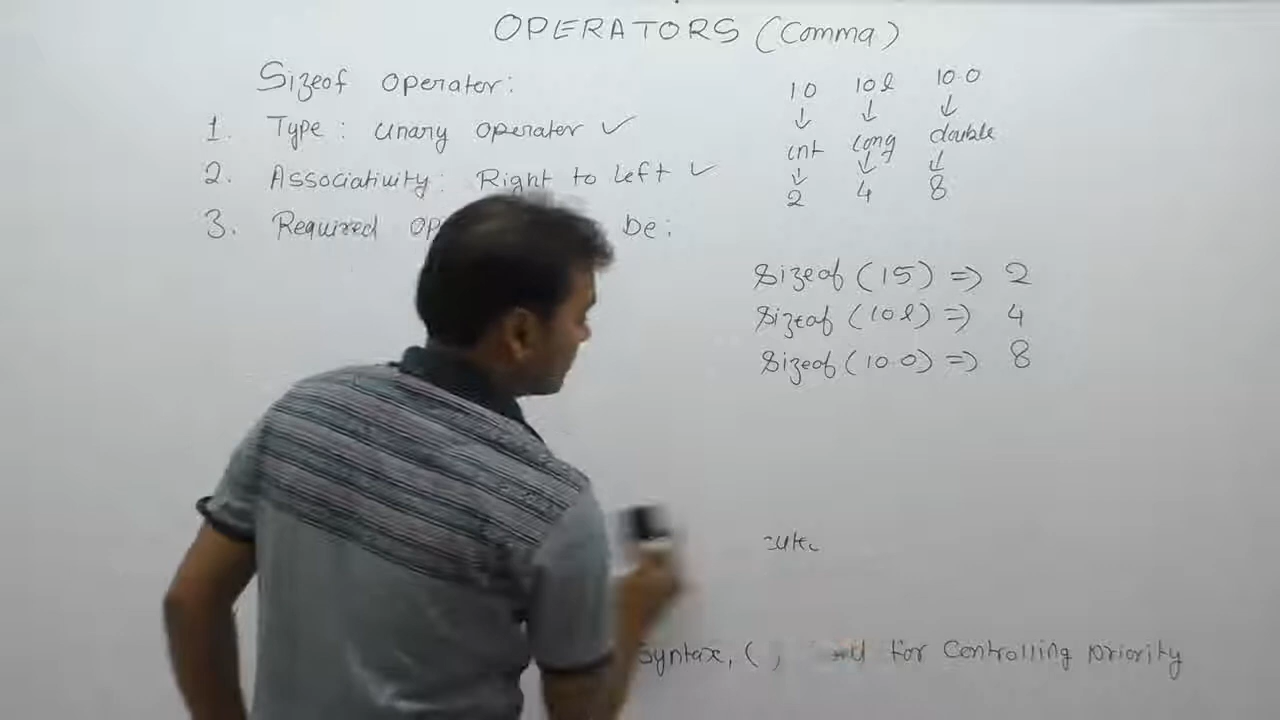 OPERATORS (Comma)
Sizeof Operator:
1. Type: Unary Operator ✓
2. Associativity: Right to Left ✓
3. Required be:
10 10l 10.0
↓ ↓ ↓
int long double
↓ ↓ ↓
2 4 8
Sizeof (15) => 2
Sizeof (10l) => 4
Sizeof (10.0) => 8
Syntax, ( ) for Controlling priority